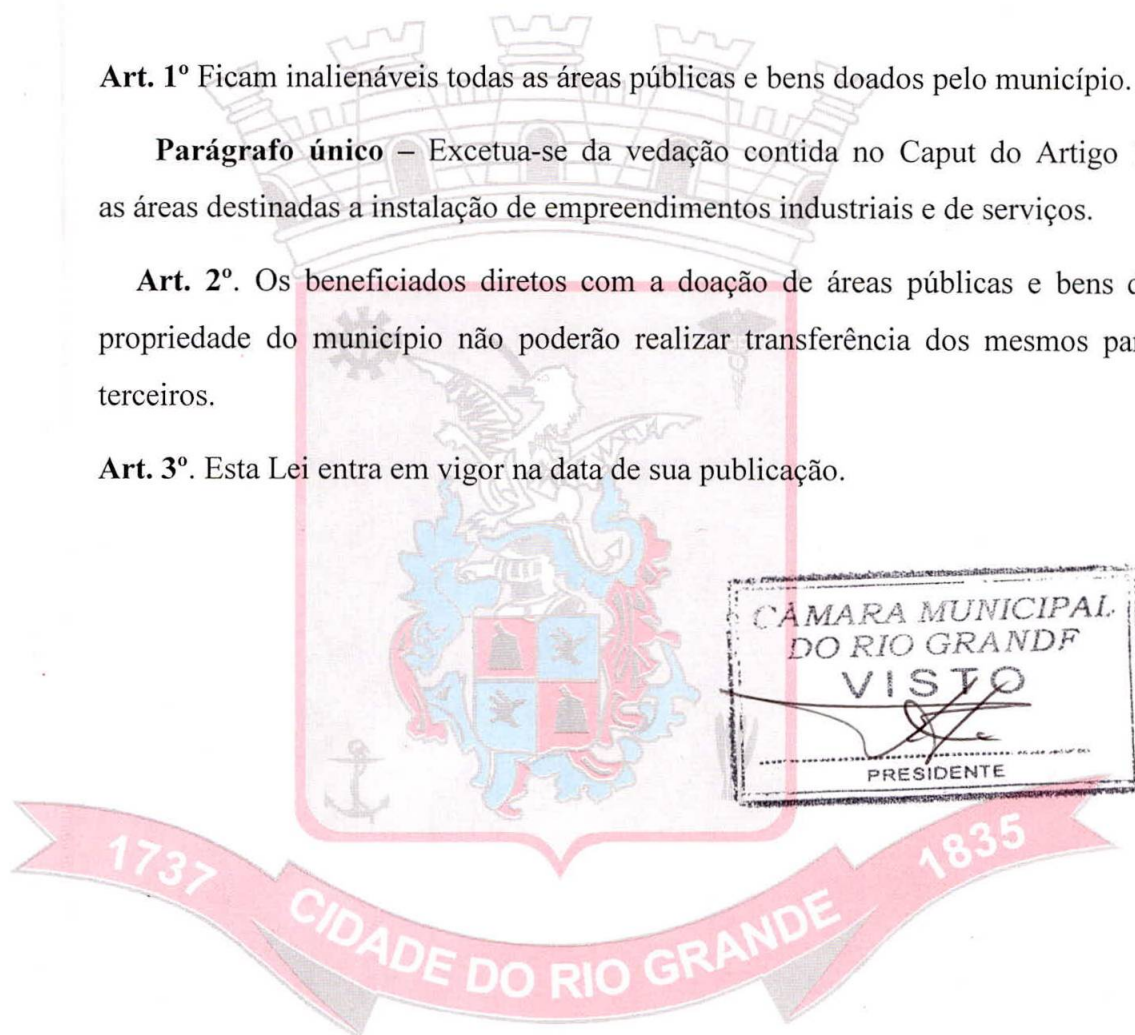 Art. 1º Ficam inalienáveis todas as áreas públicas e bens doados pelo município.
Parágrafo único – Excetua-se da vedação contida no Caput do Artigo
as áreas destinadas a instalação de empreendimentos industriais e de serviços.
Art. 2º. Os beneficiados diretos com a doação de áreas públicas e bens
propriedade do município não poderão realizar transferência dos mesmos
terceiros.
Art. 3º. Esta Lei entra em vigor na data de sua publicação.
CÂMARA MUNICIPAL
DO RIO GRANDE
VISTO
PRESIDENTE
1737 CIDADE DO RIO GRANDE 1835